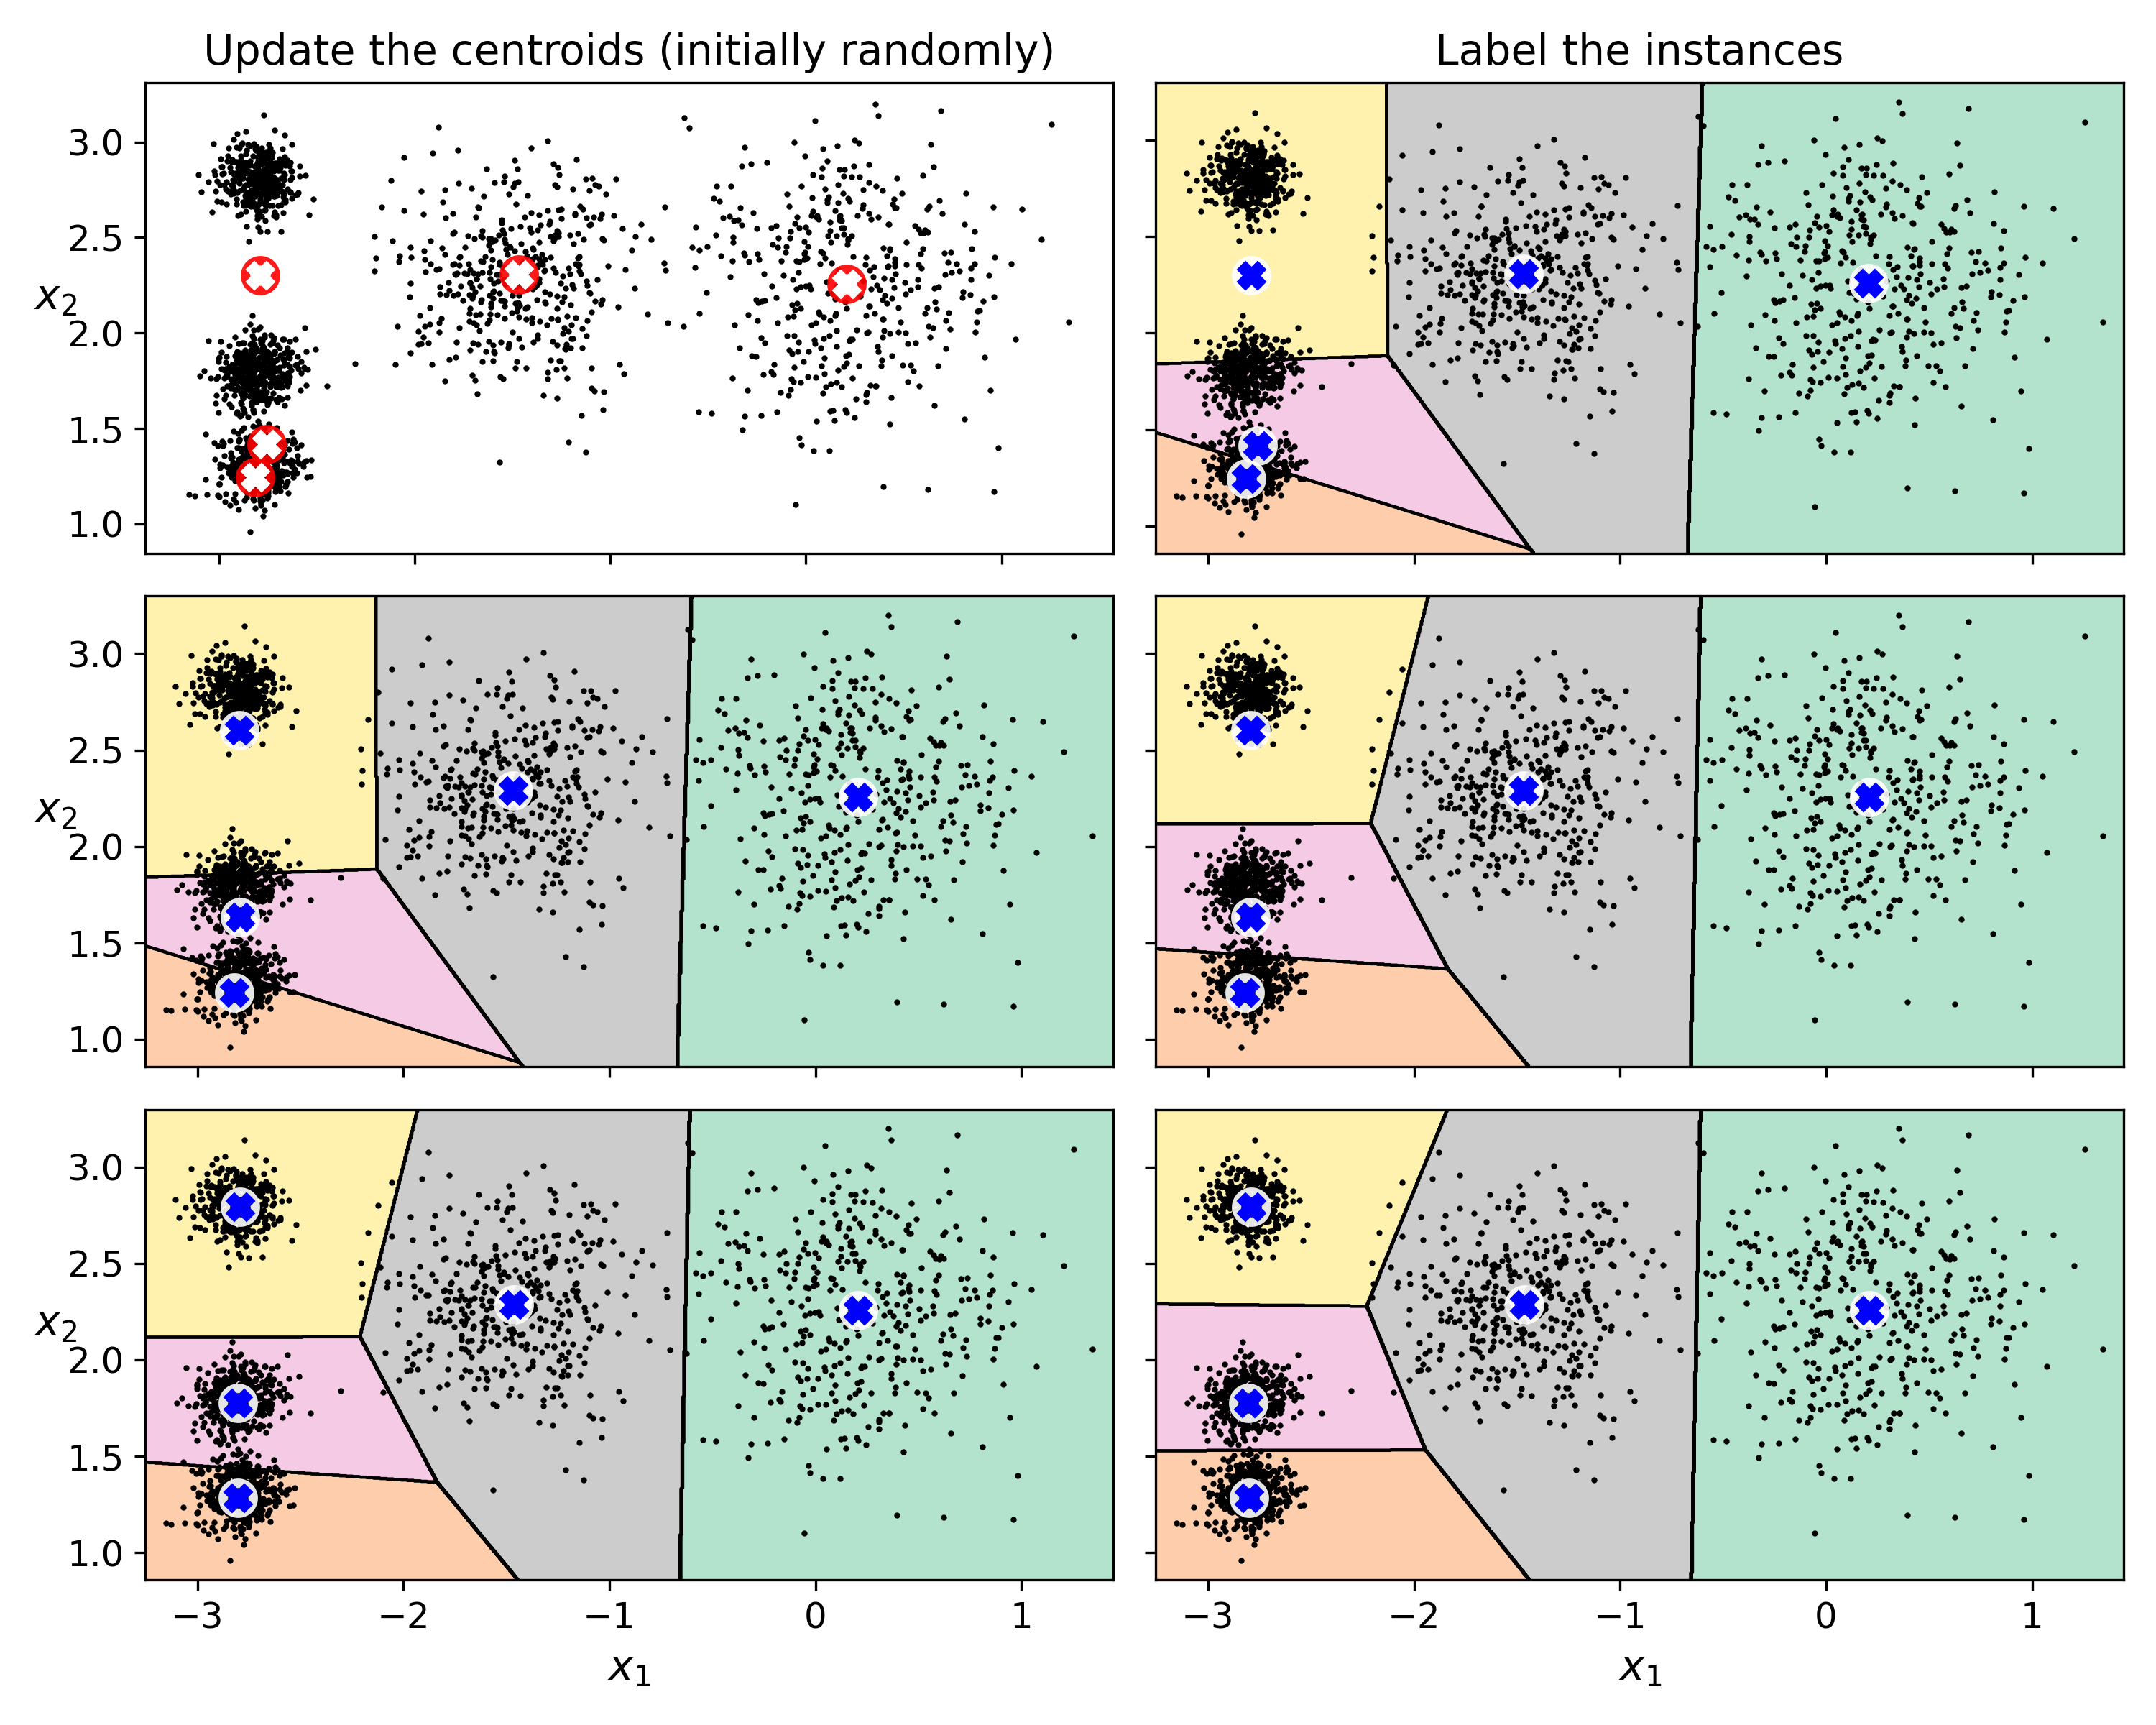 Update the centroids (initially randomly)
Label the instances
3.0
2.5
x₂
2.0
1.5
1.0
3.0
2.5
x₂
2.0
1.5
1.0
3.0
2.5
x₂
2.0
1.5
1.0
−3 −2 −1 0 1
−3 −2 −1 0 1
x₁
x₁